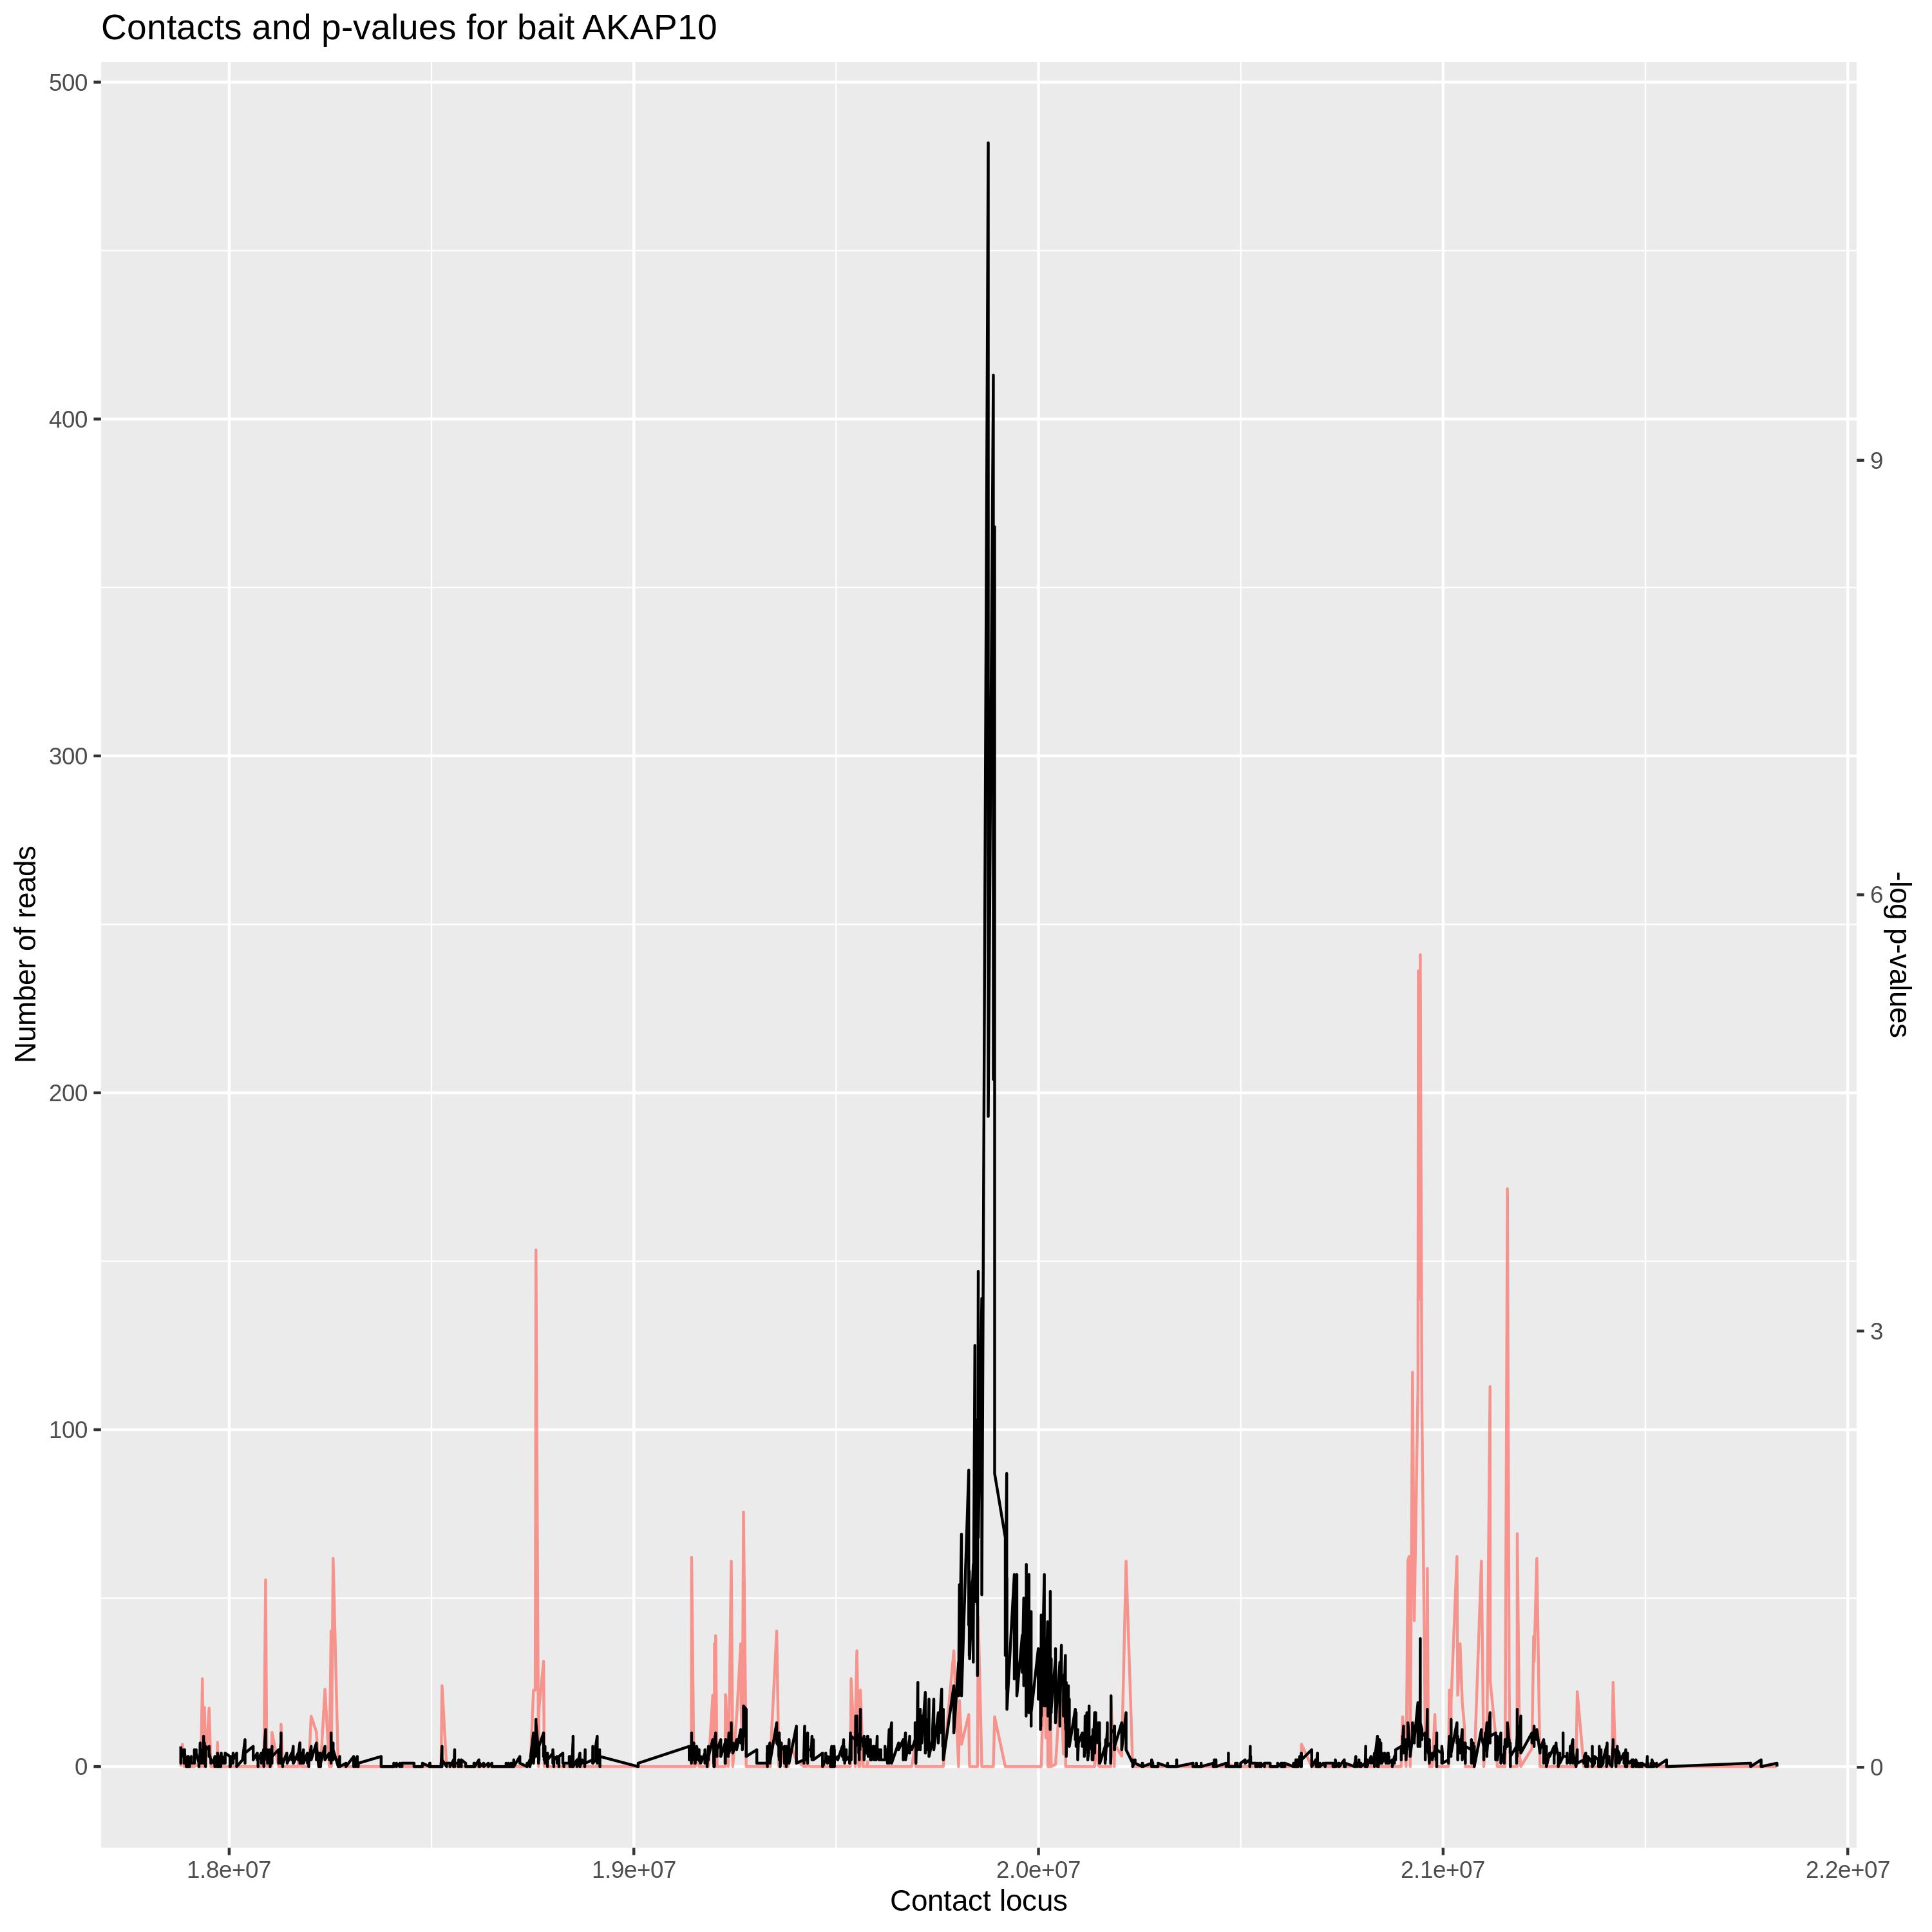 Contacts and p-values for bait AKAP10
500
400
300
200
100
0
Number of reads
9
6
3
0
-log p-values
1.8e+07
1.9e+07
2.0e+07
2.1e+07
2.2e+07
Contact locus